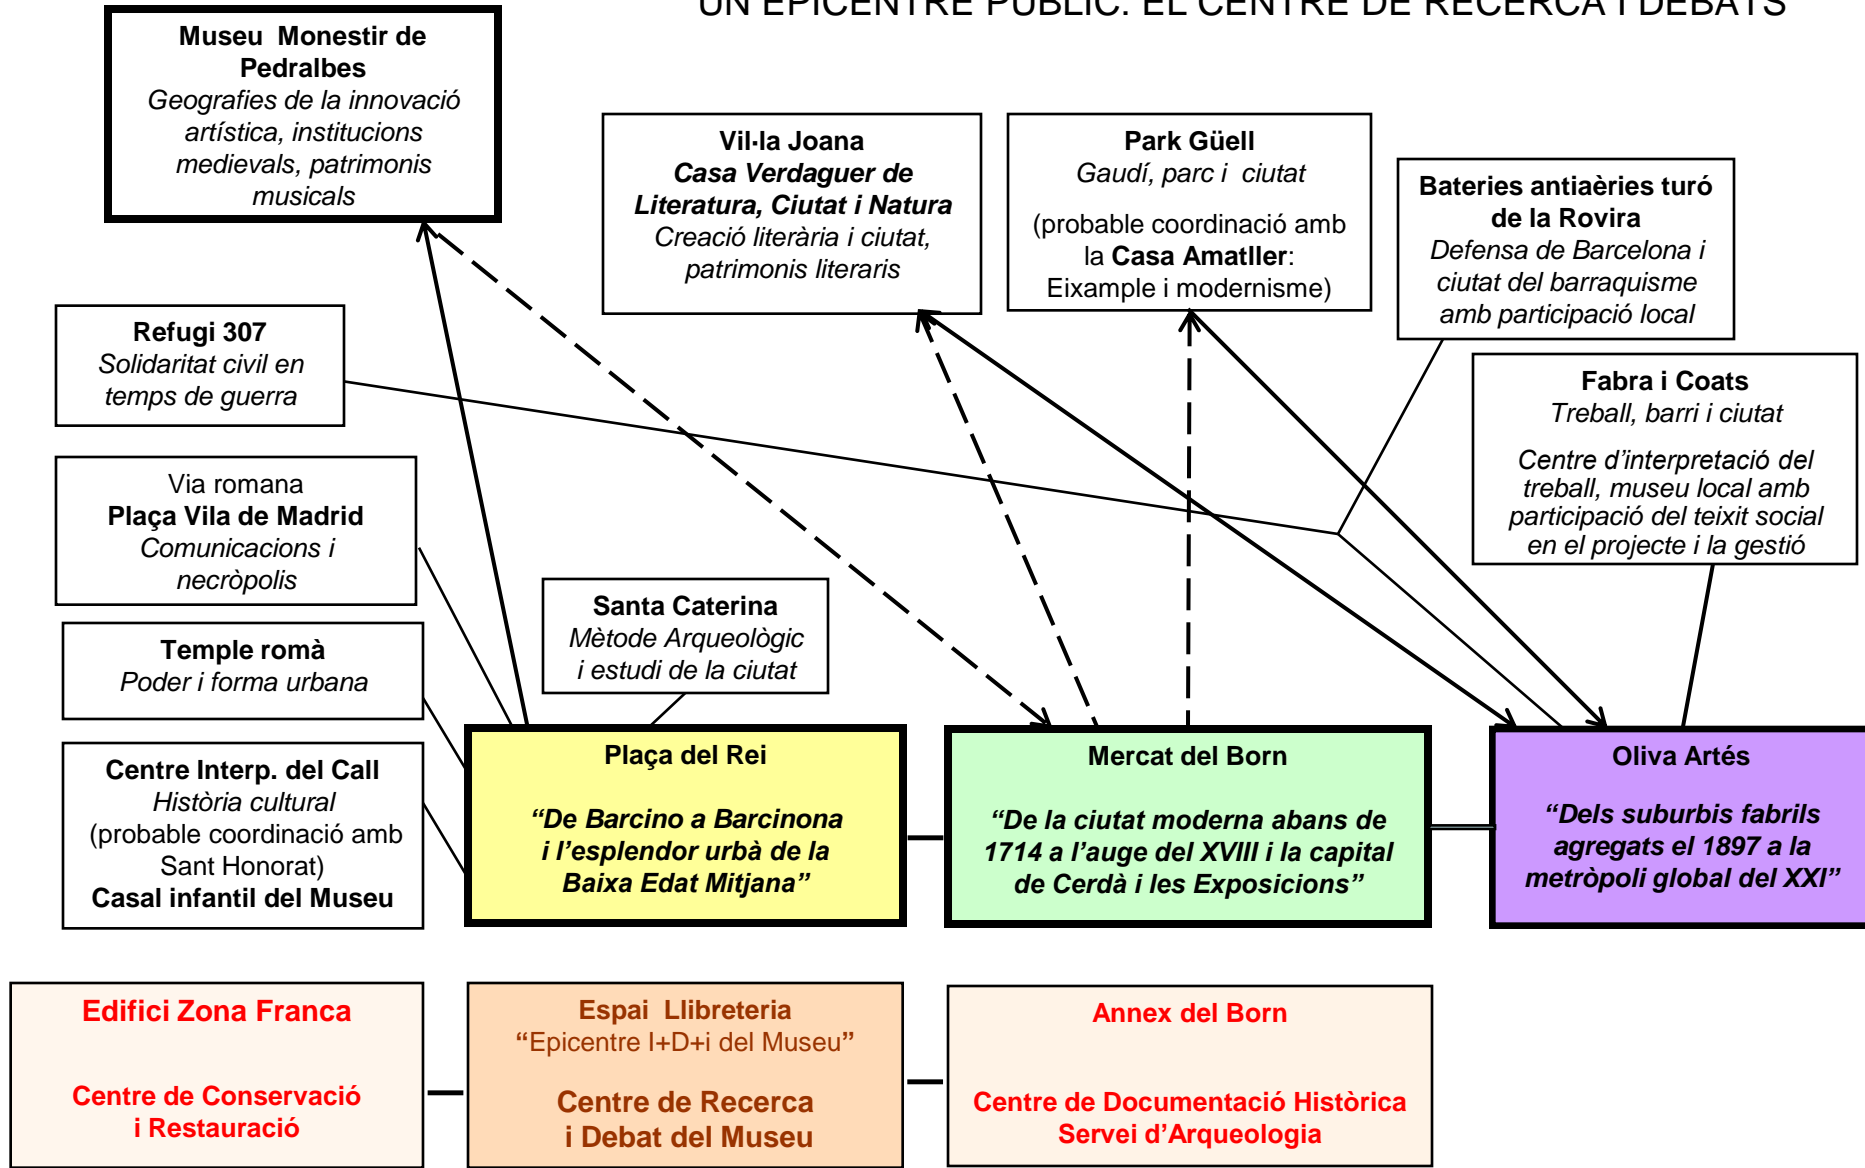 UN EPICENTRE PÚBLIC: EL CENTRE DE RECERCA I DEBATS
Museu Monestir de
Pedralbes
Geografies de la innovació
artística, institucions
medievals, patrimonis
musicals
Vil·la Joana
Casa Verdaguer de
Literatura, Ciutat i Natura
Creació literària i ciutat,
patrimonis literaris
Park Güell
Gaudí, parc i ciutat
(probable coordinació amb
la Casa Amatller:
Eixample i modernisme)
Bateries antiaèries turó
de la Rovira
Defensa de Barcelona i
ciutat del barraquisme
amb participació local
Refugi 307
Solidaritat civil en
temps de guerra
Fabra i Coats
Treball, barri i ciutat
Centre d’interpretació del
treball, museu local amb
participació del teixit social
en el projecte i la gestió
Via romana
Plaça Vila de Madrid
Comunicacions i
necròpolis
Santa Caterina
Mètode Arqueològic
i estudi de la ciutat
Temple romà
Poder i forma urbana
Centre Interp. del Call
Història cultural
(probable coordinació amb
Sant Honorat)
Casal infantil del Museu
Plaça del Rei
“De Barcino a Barcinona
i l’esplendor urbà de la
Baixa Edat Mitjana”
Mercat del Born
“De la ciutat moderna abans de
1714 a l’auge del XVIII i la capital
de Cerdà i les Exposicions”
Oliva Artés
“Dels suburbis fabrils
agregats el 1897 a la
metròpoli global del XXI”
Edifici Zona Franca
Centre de Conservació
i Restauració
Espai Llibreteria
“Epicentre I+D+i del Museu”
Centre de Recerca
i Debat del Museu
Annex del Born
Centre de Documentació Històrica
Servei d’Arqueologia